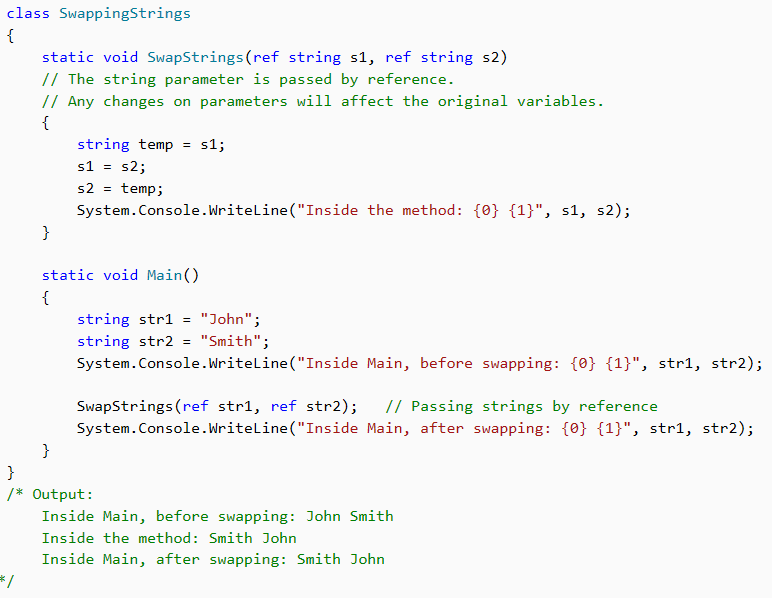 class SwappingStrings
{
    static void SwapStrings(ref string s1, ref string s2)
    // The string parameter is passed by reference.
    // Any changes on parameters will affect the original variables.
    {
        string temp = s1;
        s1 = s2;
        s2 = temp;
        System.Console.WriteLine("Inside the method: {0} {1}", s1, s2);
    }

    static void Main()
    {
        string str1 = "John";
        string str2 = "Smith";
        System.Console.WriteLine("Inside Main, before swapping: {0} {1}", str1, str2);

        SwapStrings(ref str1, ref str2);   // Passing strings by reference
        System.Console.WriteLine("Inside Main, after swapping: {0} {1}", str1, str2);
    }
}
/* Output:
    Inside Main, before swapping: John Smith
    Inside the method: Smith John
    Inside Main, after swapping: Smith John
*/